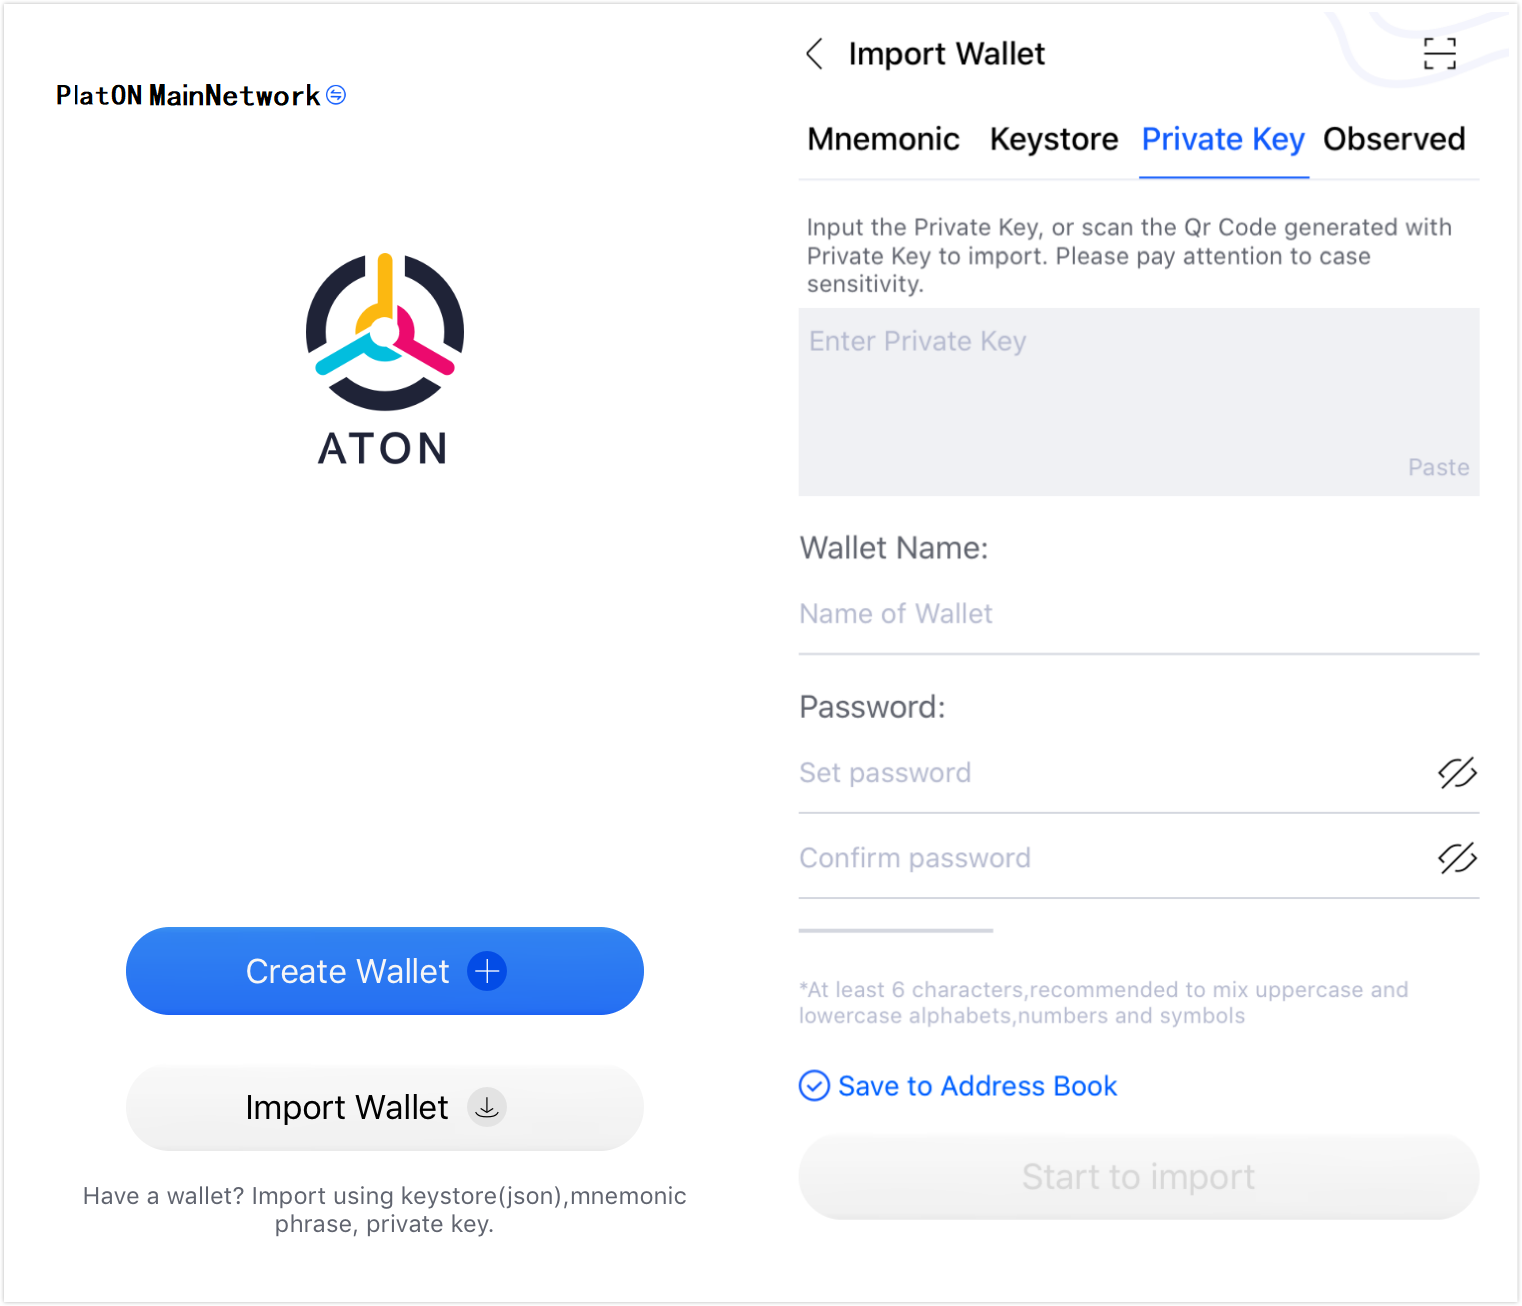 PlatON MainNetwork
ATON
Create Wallet
Import Wallet
Have a wallet? Import using keystore(json),mnemonic
phrase, private key.
Import Wallet
Mnemonic Keystore Private Key Observed
Input the Private Key, or scan the Qr Code generated with
Private Key to import. Please pay attention to case
sensitivity.
Enter Private Key
Paste
Wallet Name:
Name of Wallet
Password:
Set password
Confirm password
*At least 6 characters,recommended to mix uppercase and
lowercase alphabets,numbers and symbols
Save to Address Book
Start to import